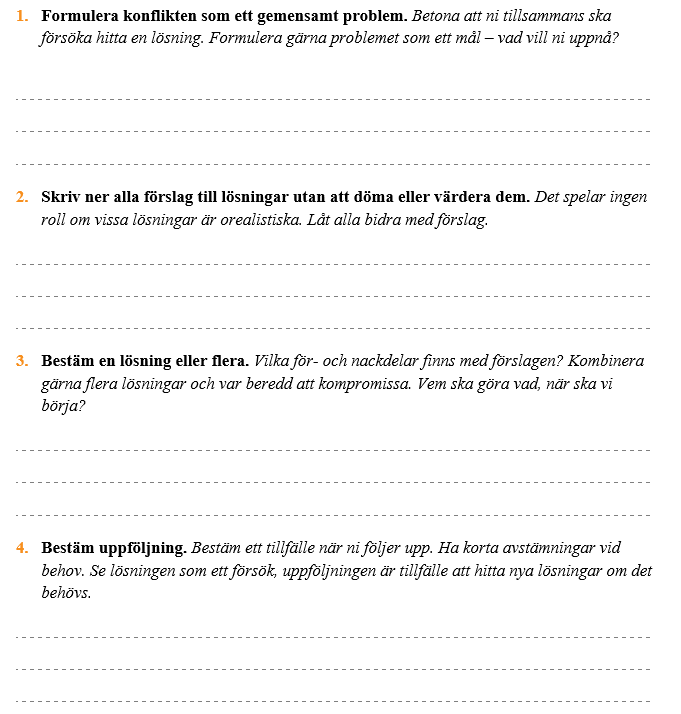 1. Formulera konflikten som ett gemensamt problem. Betona att ni tillsammans ska
försöka hitta en lösning. Formulera gärna problemet som ett mål – vad vill ni uppnå?
2. Skriv ner alla förslag till lösningar utan att döma eller värdera dem. Det spelar ingen
roll om vissa lösningar är orealistiska. Låt alla bidra med förslag.
3. Bestäm en lösning eller flera. Vilka för- och nackdelar finns med förslagen? Kombinera
gärna flera lösningar och var beredd att kompromissa. Vem ska göra vad, när ska vi
börja?
4. Bestäm uppföljning. Bestäm ett tillfälle när ni följer upp. Ha korta avstämningar vid
behov. Se lösningen som ett försök, uppföljningen är tillfälle att hitta nya lösningar om det
behövs.